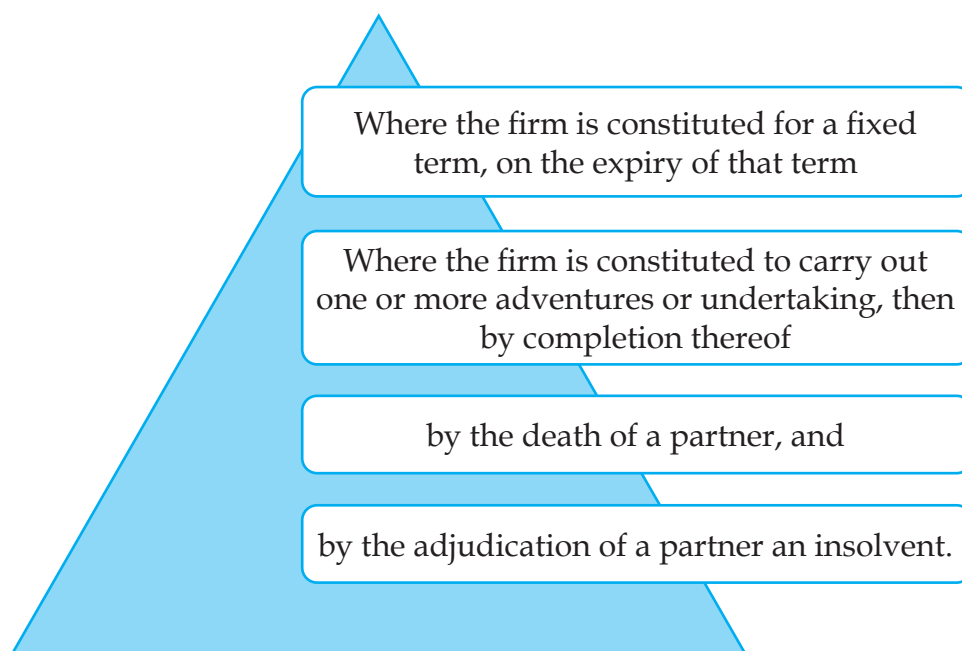 Where the firm is constituted for a fixed
term, on the expiry of that term
Where the firm is constituted to carry out
one or more adventures or undertaking, then
by completion thereof
by the death of a partner, and
by the adjudication of a partner an insolvent.